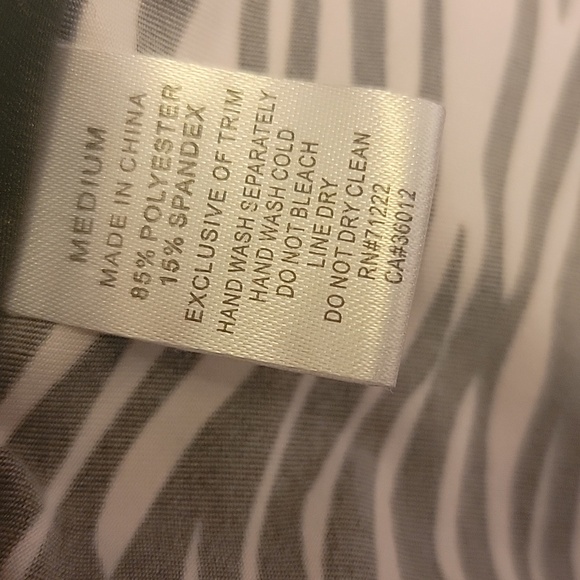 MEDIUM
MADE IN CHINA
85% POLYESTER
15% SPANDEX
EXCLUSIVE OF TRIM
HAND WASH SEPARATELY
HAND WASH COLD
DO NOT BLEACH
LINE DRY
DO NOT DRY CLEAN
RN#71222
CA#36012